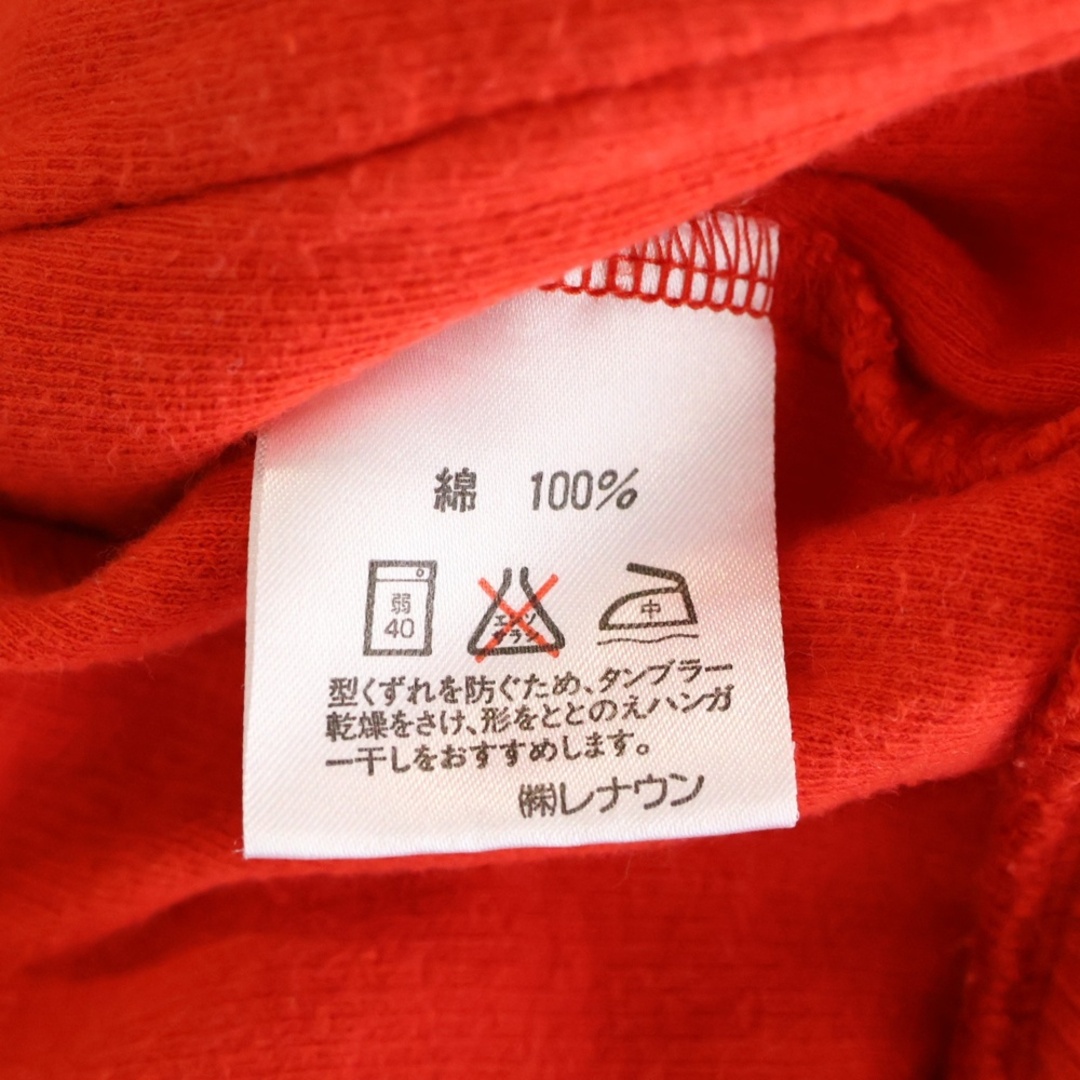 綿 100%
弱
40
エンソ
サラシ
中
型くずれを防ぐため、タンブラー
乾燥をさけ、形をととのえハンガ
ー干しをおすすめします。
㈱レナウン